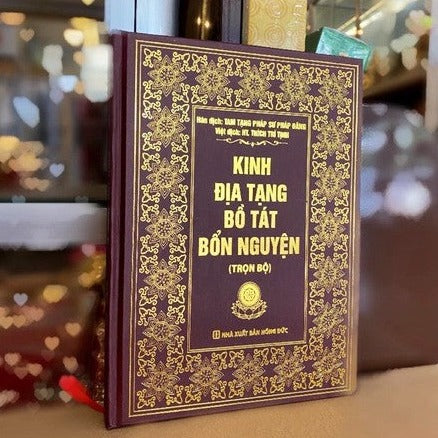 Hán dịch: TAM TẠNG PHÁP SƯ PHÁP ĐĂNG
Việt dịch: HT. THÍCH TRÍ TỊNH
KINH
ĐỊA TẠNG
BỒ TÁT
BỔN NGUYỆN
(TRỌN BỘ)
NHÀ XUẤT BẢN HỒNG ĐỨC